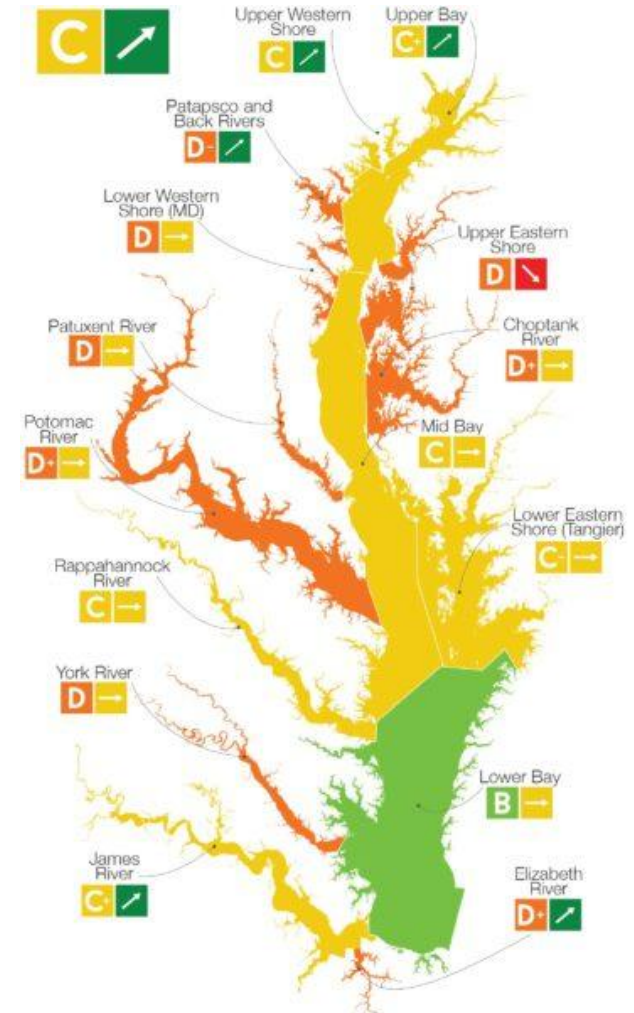 C
Upper Western
Shore
C
Upper Bay
C+
Patapsco and
Back Rivers
D-
Lower Western
Shore (MD)
D
Upper Eastern
Shore
D
Patuxent River
D
Choptank
River
D+
Potomac
River
D+
Mid Bay
C
Lower Eastern
Shore (Tangier)
C-
Rappahannock
River
C
York River
D
Lower Bay
B
James
River
C+
Elizabeth
River
D+